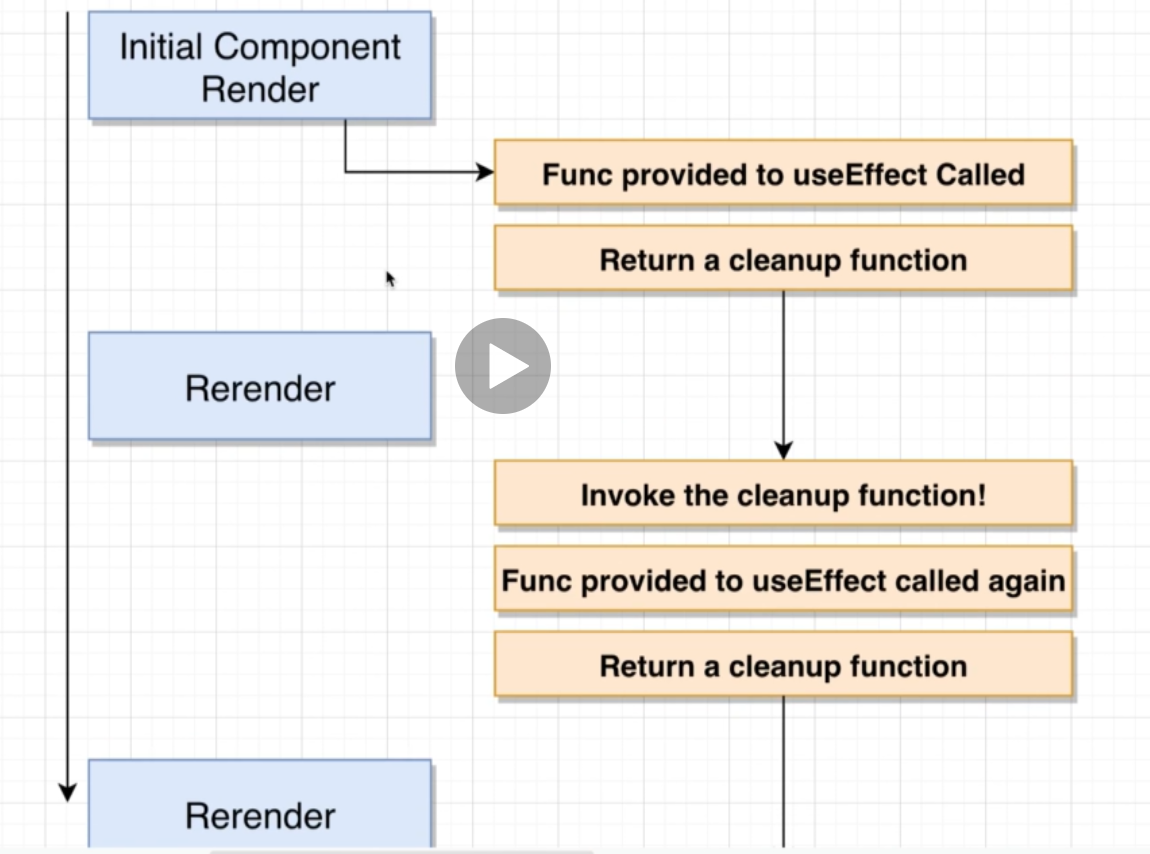 Initial Component
Render
Func provided to useEffect Called
Return a cleanup function
Rerender
Invoke the cleanup function!
Func provided to useEffect called again
Return a cleanup function
Rerender